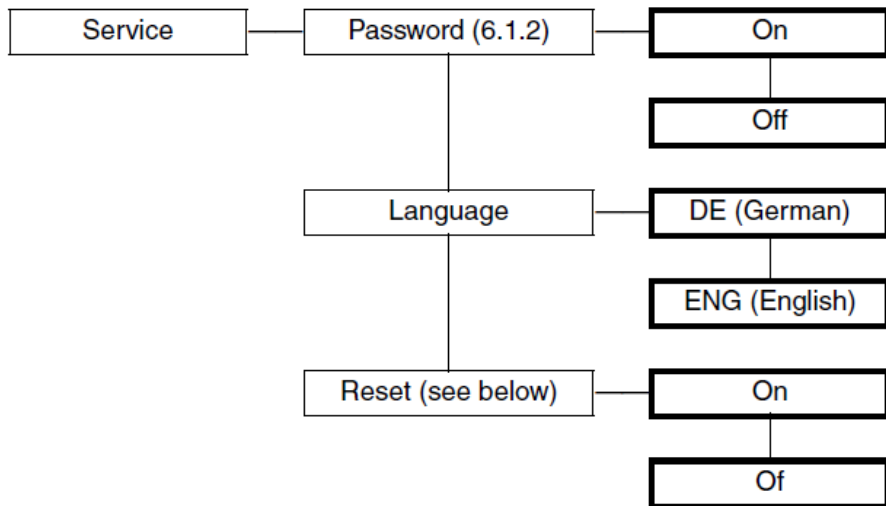 Service
Password (6.1.2)
On
Off
Language
DE (German)
ENG (English)
Reset (see below)
On
Of